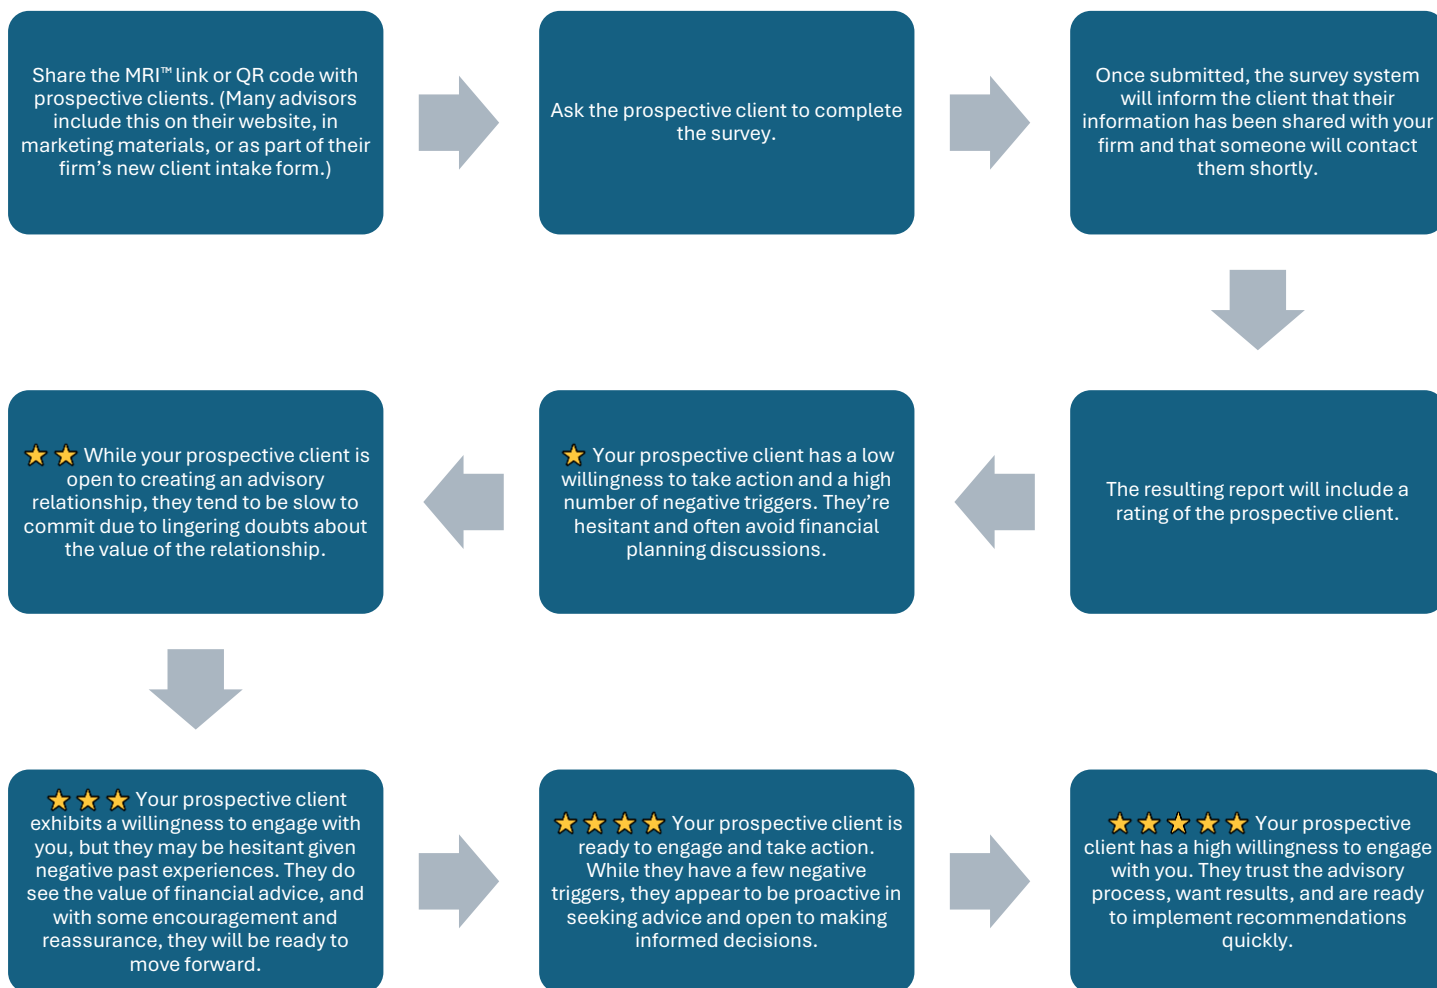 Share the MRI™ link or QR code with
prospective clients. (Many advisors
include this on their website, in
marketing materials, or as part of their
firm's new client intake form.)
Ask the prospective client to complete
the survey.
Once submitted, the survey system
will inform the client that their
information has been shared with your
firm and that someone will contact
them shortly.
The resulting report will include a
rating of the prospective client.
⭐ Your prospective client has a low
willingness to take action and a high
number of negative triggers. They're
hesitant and often avoid financial
planning discussions.
⭐ ⭐ While your prospective client is
open to creating an advisory
relationship, they tend to be slow to
commit due to lingering doubts about
the value of the relationship.
⭐ ⭐ ⭐ Your prospective client
exhibits a willingness to engage with
you, but they may be hesitant given
negative past experiences. They do
see the value of financial advice, and
with some encouragement and
reassurance, they will be ready to
move forward.
⭐ ⭐ ⭐ ⭐ Your prospective client is
ready to engage and take action.
While they have a few negative
triggers, they appear to be proactive in
seeking advice and open to making
informed decisions.
⭐ ⭐ ⭐ ⭐ ⭐ Your prospective
client has a high willingness to engage
with you. They trust the advisory
process, want results, and are ready
to implement recommendations
quickly.